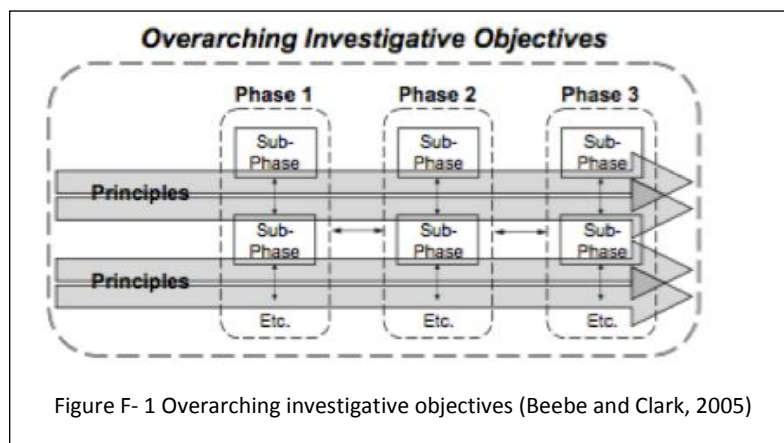 Overarching Investigative Objectives
Phase 1 Phase 2 Phase 3
Sub-
Phase
Sub-
Phase
Sub-
Phase
Principles
Sub-
Phase
Sub-
Phase
Sub-
Phase
Principles
Etc. Etc. Etc.
Figure F- 1 Overarching investigative objectives (Beebe and Clark, 2005)